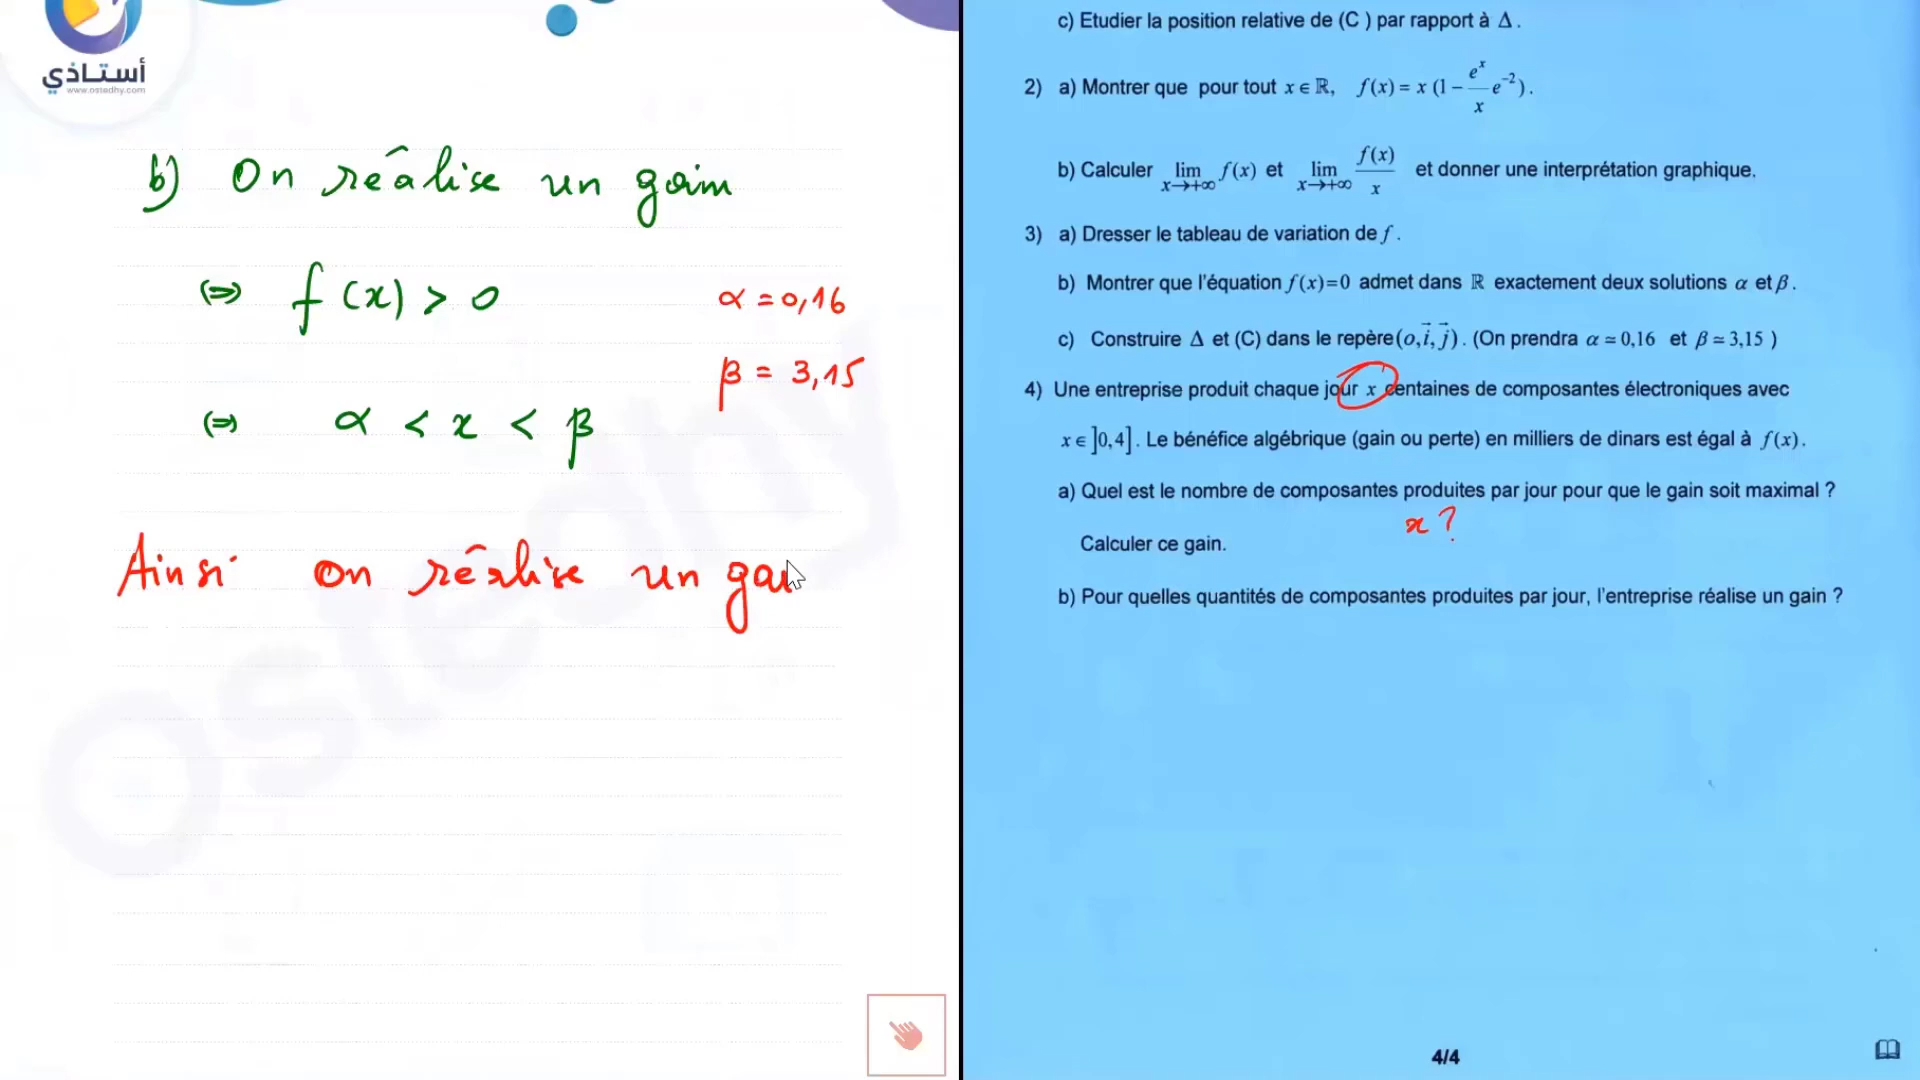 أستاذي
www.ostedhy.com
b) On réalise un gain
⇔ f(x) > 0
α = 0,16
β = 3,15
⇔ α < x < β
Ainsi on réalise un gai
Ostedhy
c) Etudier la position relative de (C ) par rapport à Δ .
2) a) Montrer que pour tout x ∈ ℝ, f(x) = x (1 − e^x/x e^−2) .
b) Calculer lim x→+∞ f(x) et lim x→+∞ f(x)/x et donner une interprétation graphique.
3) a) Dresser le tableau de variation de f .
b) Montrer que l'équation f(x)=0 admet dans ℝ exactement deux solutions α et β .
c) Construire Δ et (C) dans le repère (o, i⃗, j⃗) . (On prendra α ≃ 0,16 et β ≃ 3,15 )
4) Une entreprise produit chaque jour x centaines de composantes électroniques avec
x ∈ ]0,4] . Le bénéfice algébrique (gain ou perte) en milliers de dinars est égal à f(x) .
a) Quel est le nombre de composantes produites par jour pour que le gain soit maximal ?
x ?
Calculer ce gain.
b) Pour quelles quantités de composantes produites par jour, l'entreprise réalise un gain ?
4/4